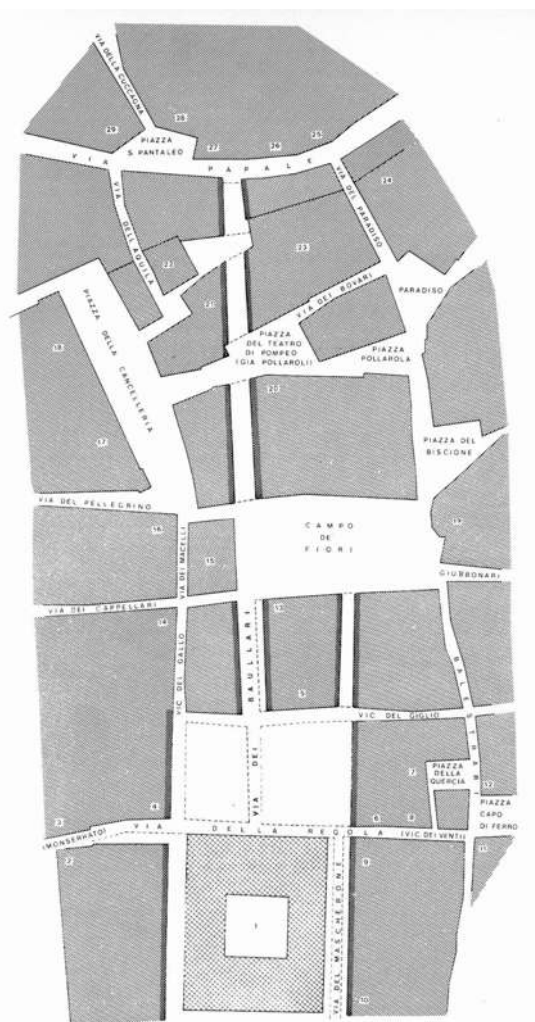 VIA DELLA CUCCAGNA
28
29
PIAZZA
S. PANTALEO
27
26
25
VIA PAPALE
VIA DEL PARADISO
24
VIA DELL AQUILA
22
23
21
PIAZZA DELLA CANCELLERIA
VIA DEI BOVARI
PARADISO
PIAZZA
DEL TEATRO
DI POMPEO
(GIA POLLAROLI)
PIAZZA
POLLAROLA
18
20
17
PIAZZA DEL
BISCIONE
VIA DEL PELLEGRINO
CAMPO
DE
FIORI
19
16
VIA DEI MACELLI
15
GIUBBONARI
VIA DEI CAPPELLARI
13
14
VIC DEL GALLO
VIA DEI BAULLARI
5
BALESTRARI
VIC DEL GIGLIO
7
PIAZZA
DELLA
QUERCIA
12
PIAZZA
CAPO
DI FERRO
3
4
6
8
(MONSERRATO) VIA DELLA REGOLA (VIC DEI VENTI)
2
9
11
1
VIA DEL MASCHERONE
10